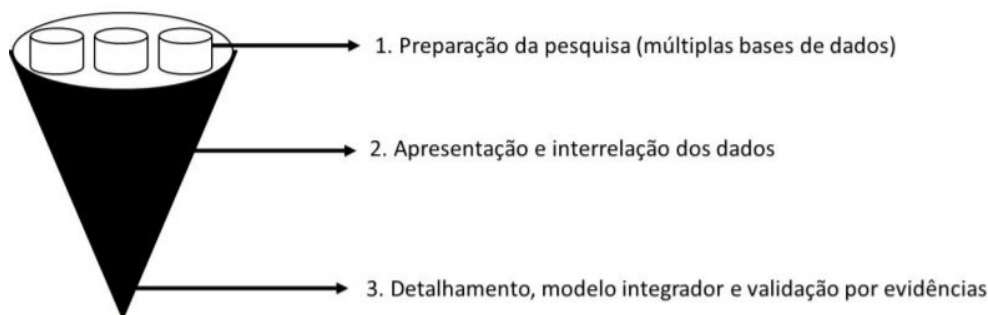 1. Preparação da pesquisa (múltiplas bases de dados)
2. Apresentação e interrelação dos dados
3. Detalhamento, modelo integrador e validação por evidências